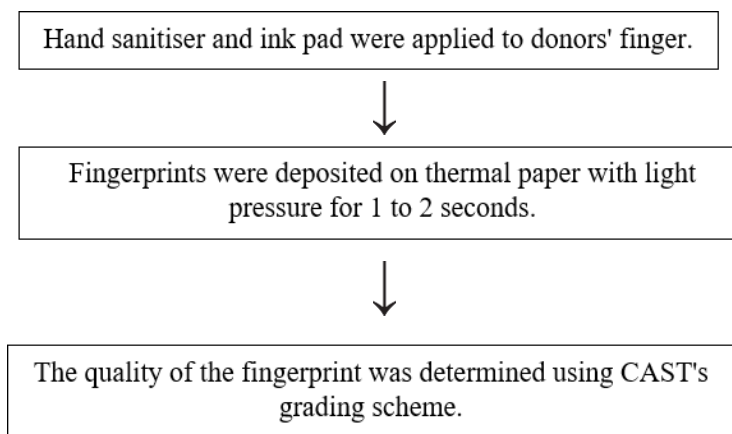 Hand sanitiser and ink pad were applied to donors' finger.
Fingerprints were deposited on thermal paper with light
pressure for 1 to 2 seconds.
The quality of the fingerprint was determined using CAST's
grading scheme.